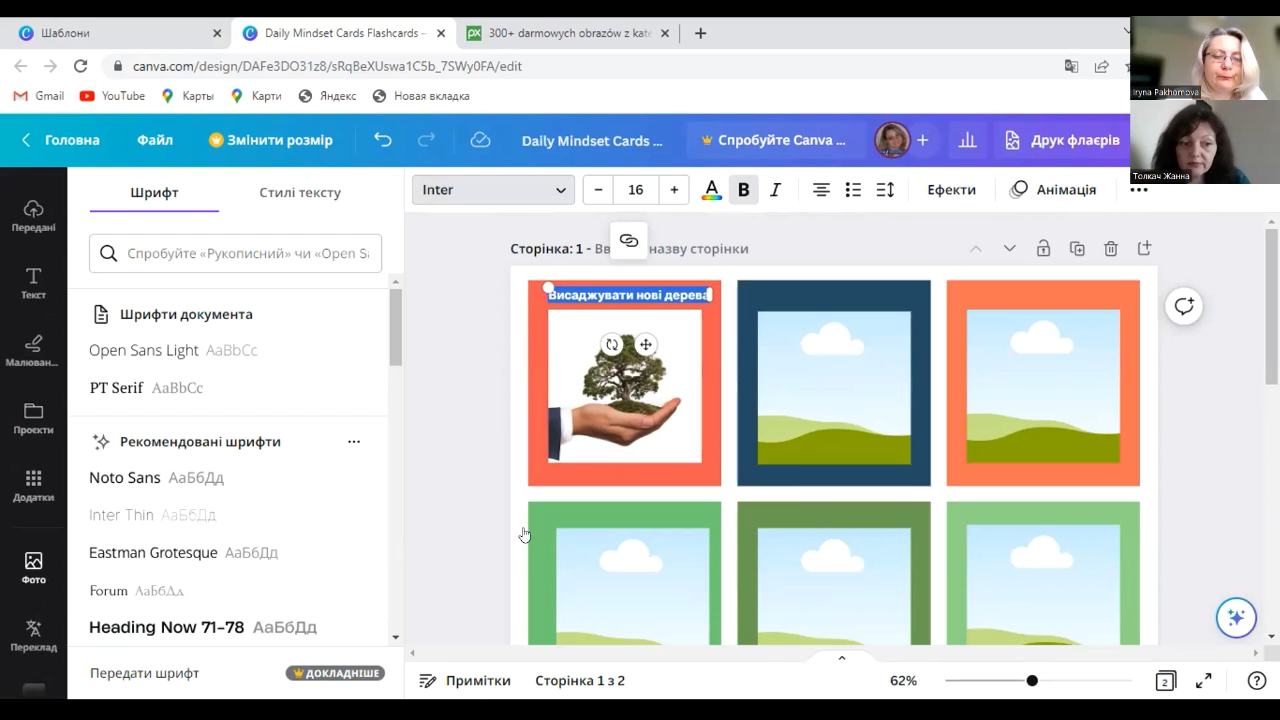 Шаблони
Daily Mindset Cards Flashcards –
300+ darmowych obrazów z kate
canva.com/design/DAFe3DO31z8/sRqBeXUswa1C5b_7SWy0FA/edit
Gmail
YouTube
Карты
Карти
Яндекс
Новая вкладка
Iryna Pakhomova
Толкач Жанна
Головна
Файл
Змінити розмір
Daily Mindset Cards ...
Спробуйте Canva ...
Друк флаєрів
Шрифт
Стилі тексту
Inter
16
A
B
I
Ефекти
Анімація
Спробуйте «Рукописний» чи «Open Sa
Сторінка: 1 - Вв назву сторінки
Передані
Текст
Малюван...
Проєкти
Додатки
Фото
Переклад
Шрифти документа
Open Sans Light AaBbCc
PT Serif AaBbCc
Рекомендовані шрифти
Noto Sans АаБбДд
Inter Thin АаБбДд
Eastman Grotesque АаБбДд
Forum АаБбДд
Heading Now 71-78 АаБбДд
Передати шрифт
ДОКЛАДНІШЕ
Висаджувати нові дерева
Примітки
Сторінка 1 з 2
62%
2